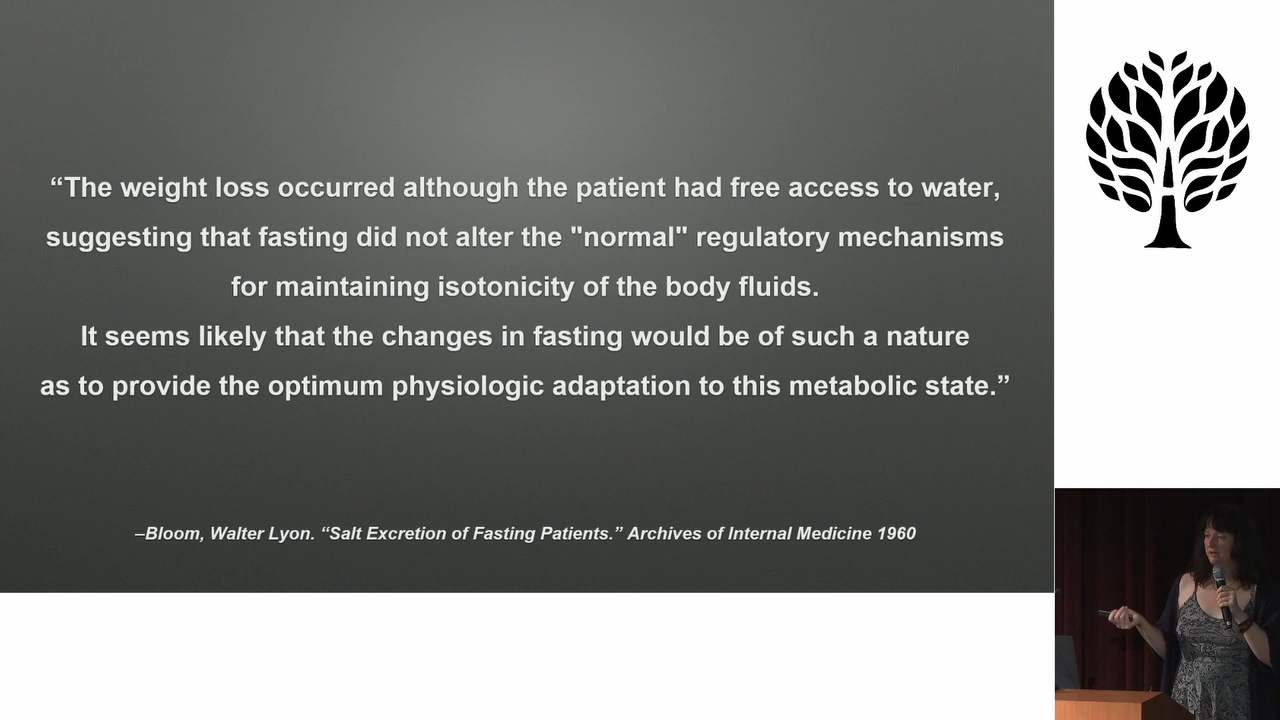 “The weight loss occurred although the patient had free access to water,
suggesting that fasting did not alter the "normal" regulatory mechanisms
for maintaining isotonicity of the body fluids.
It seems likely that the changes in fasting would be of such a nature
as to provide the optimum physiologic adaptation to this metabolic state.”
–Bloom, Walter Lyon. “Salt Excretion of Fasting Patients.” Archives of Internal Medicine 1960